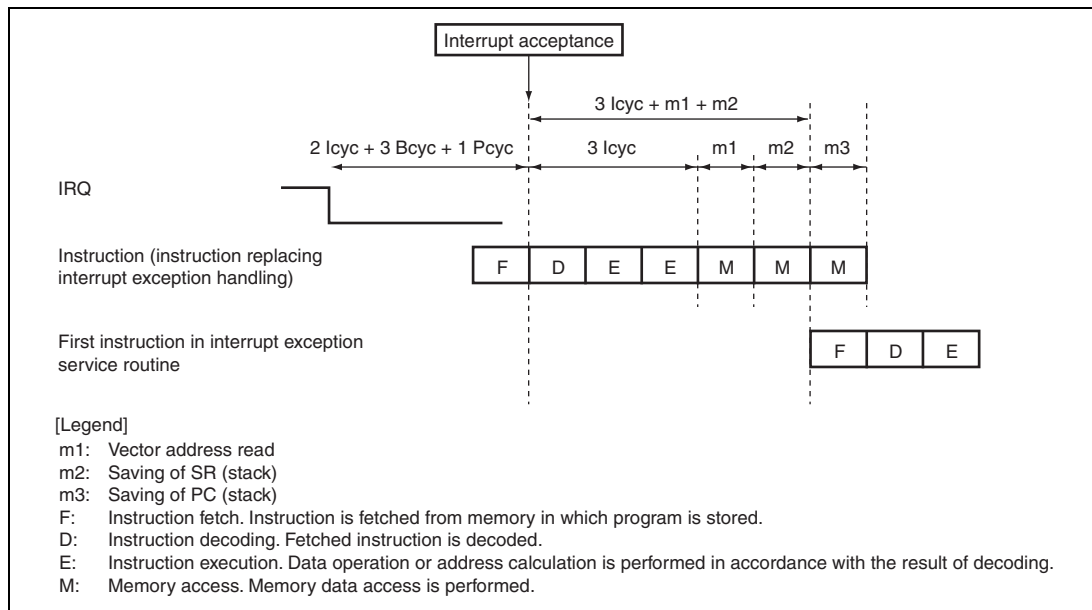 Interrupt acceptance
3 Icyc + m1 + m2
2 Icyc + 3 Bcyc + 1 Pcyc
3 Icyc
m1
m2
m3
IRQ
Instruction (instruction replacing
interrupt exception handling)
F D E E M M M
First instruction in interrupt exception
service routine
F D E
[Legend]
m1: Vector address read
m2: Saving of SR (stack)
m3: Saving of PC (stack)
F: Instruction fetch. Instruction is fetched from memory in which program is stored.
D: Instruction decoding. Fetched instruction is decoded.
E: Instruction execution. Data operation or address calculation is performed in accordance with the result of decoding.
M: Memory access. Memory data access is performed.